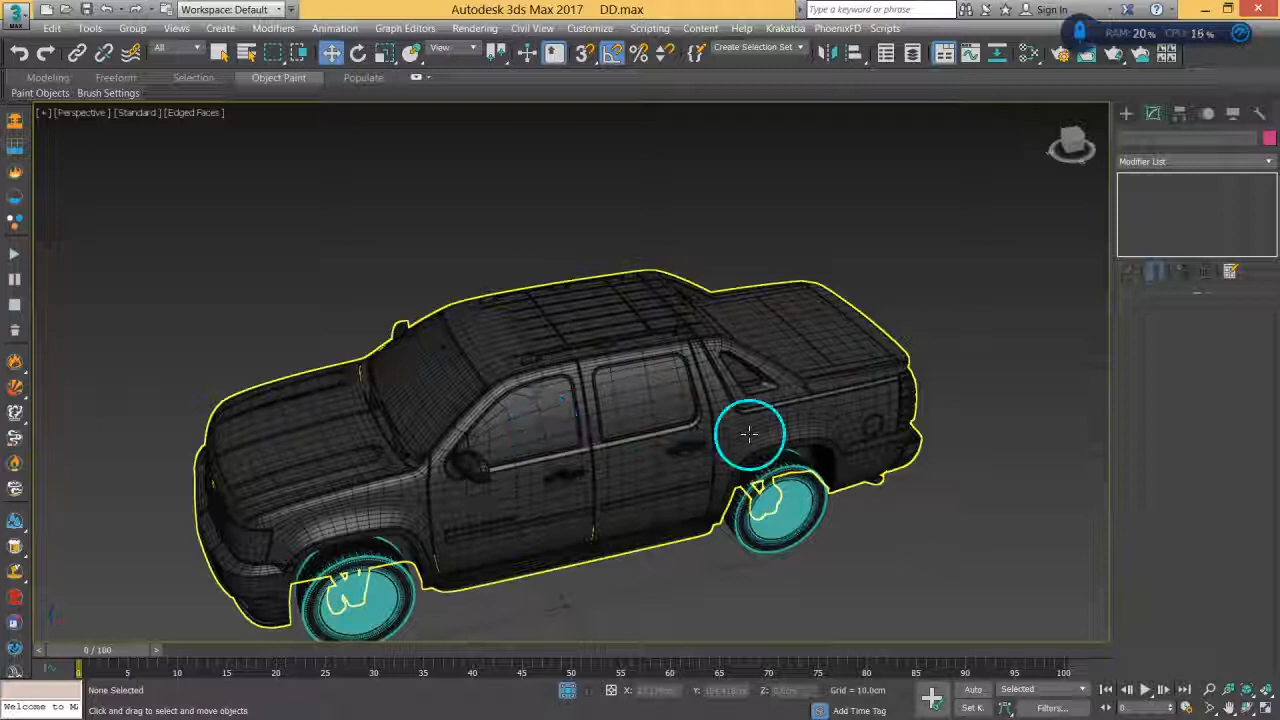 Autodesk 3ds Max 2017 DD.max
Workspace: Default
Type a keyword or phrase
Sign In
Edit Tools Group Views Create Modifiers Animation Graph Editors Rendering Civil View Customize Scripting Content Help Krakatoa PhoenixFD Scripts
RAM: 20% CPU: 16%
MAX
All
View
Create Selection Set
Modeling Freeform Selection Object Paint Populate
Paint Objects Brush Settings
[+] [Perspective] [Standard] [Edged Faces]
Modifier List
0 / 100
0 5 10 15 20 25 30 35 40 45 50 55 60 65 70 75 80 85 90 95 100
None Selected
X: Y: Z: Grid = 10.0cm
Auto Selected
Welcome to M
Click and drag to select and move objects
Add Time Tag
Set K. Filters...
0